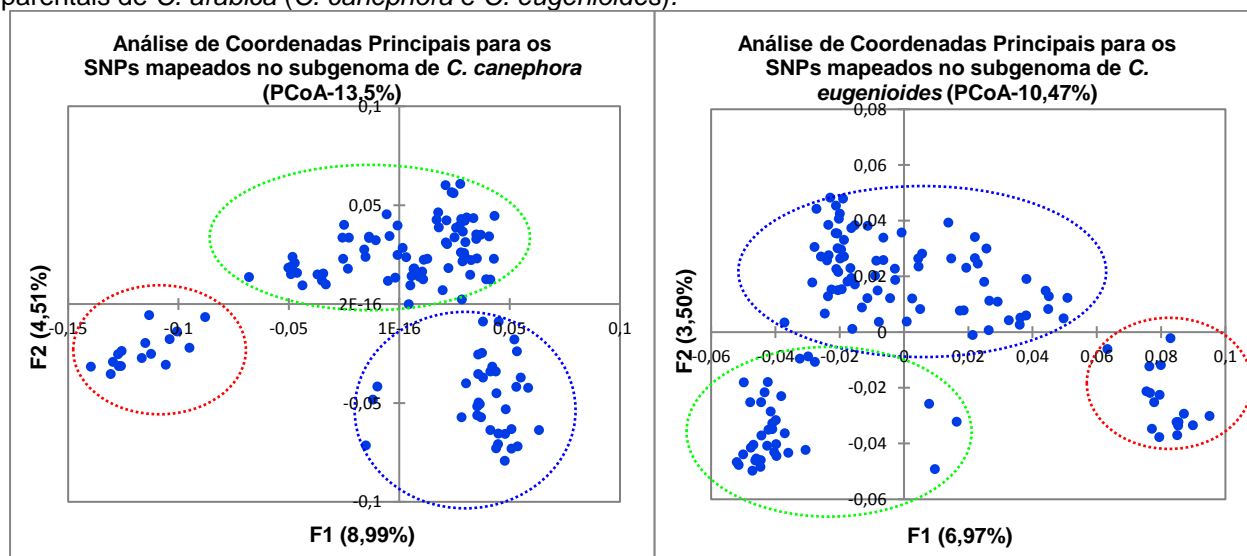 parentais de C. arabica (C. canephora e C. eugenioides).
Análise de Coordenadas Principais para os
SNPs mapeados no subgenoma de C. canephora
(PCoA-13,5%)
0,1
0,05
2E-16
-0,15
-0,1
-0,05
1E-16
0,05
0,1
-0,05
-0,1
F2 (4,51%)
F1 (8,99%)
Análise de Coordenadas Principais para os
SNPs mapeados no subgenoma de C.
eugenioides (PCoA-10,47%)
0,08
0,06
0,04
0,02
0
-0,06
-0,04
-0,02
0
0,02
0,04
0,06
0,08
0,1
-0,02
-0,04
-0,06
F2 (3,50%)
F1 (6,97%)